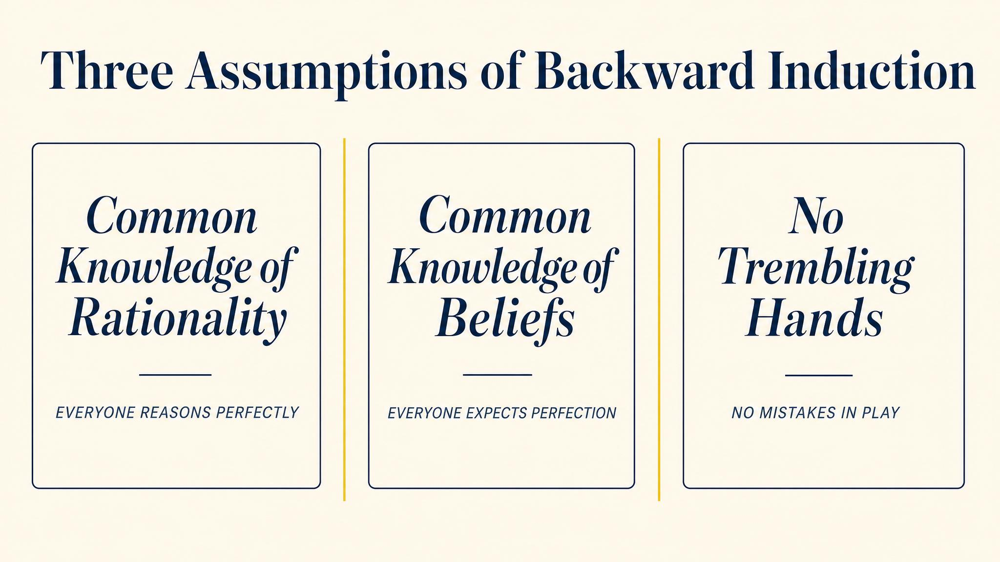 Three Assumptions of Backward Induction
Common
Knowledge of
Rationality
EVERYONE REASONS PERFECTLY
Common
Knowledge of
Beliefs
EVERYONE EXPECTS PERFECTION
No
Trembling
Hands
NO MISTAKES IN PLAY